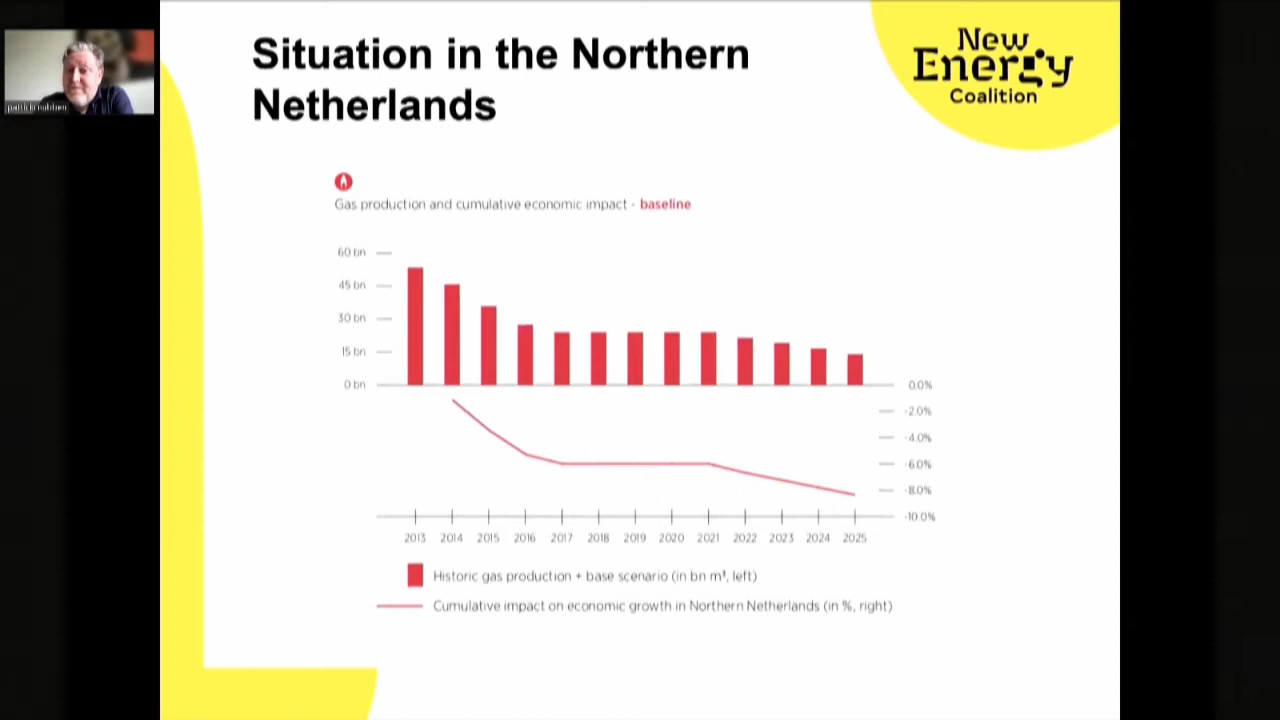 Situation in the Northern
Netherlands
New
Energy
Coalition
Gas production and cumulative economic impact - baseline
60 bn
45 bn
30 bn
15 bn
0 bn
0.0%
-2.0%
-4.0%
-6.0%
-8.0%
-10.0%
2013 2014 2015 2016 2017 2018 2019 2020 2021 2022 2023 2024 2025
Historic gas production + base scenario (in bn m³, left)
Cumulative impact on economic growth in Northern Netherlands (in %, right)